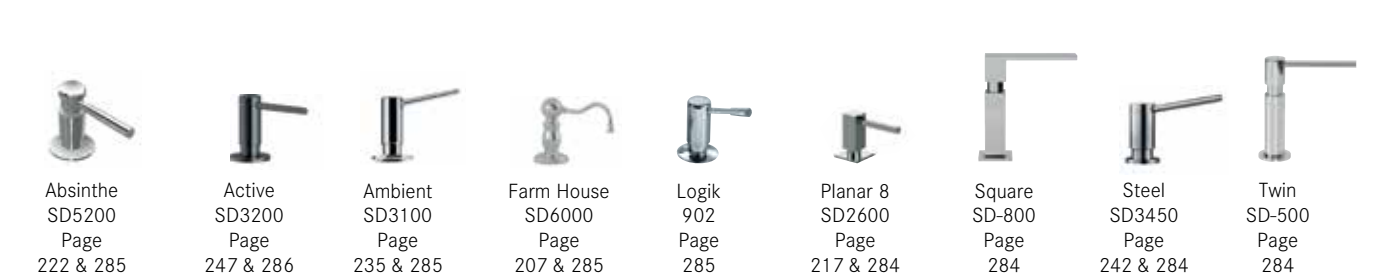 Absinthe
SD5200
Page
222 & 285
Active
SD3200
Page
247 & 286
Ambient
SD3100
Page
235 & 285
Farm House
SD6000
Page
207 & 285
Logik
902
Page
285
Planar 8
SD2600
Page
217 & 284
Square
SD-800
Page
284
Steel
SD3450
Page
242 & 284
Twin
SD-500
Page
284